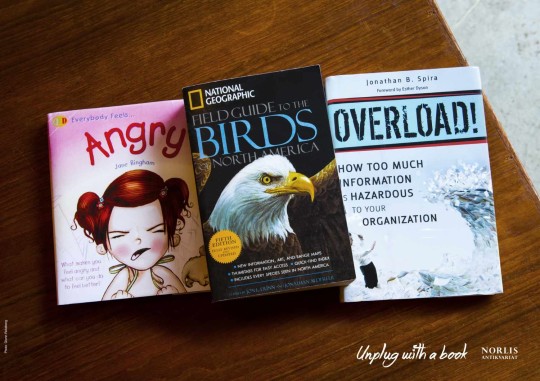 Everybody Feels...
Angry
Jane Bingham
What makes you
feel angry and
what can you do
to feel better?
NATIONAL
GEOGRAPHIC
FIELD GUIDE TO THE
BIRDS
OF NORTH AMERICA
FIFTH EDITION
• NEW INFORMATION, ART, AND RANGE MAPS
• THUMBTABS FOR EASY ACCESS • QUICK-FIND INDEX
• INCLUDES EVERY SPECIES SEEN IN NORTH AMERICA
Jonathan B. Spira
Foreword by Esther Dyson
OVERLOAD!
HOW TOO MUCH
INFORMATION
IS HAZARDOUS
TO YOUR
ORGANIZATION
Unplug with a book
NORLIS
ANTIKVARIAT